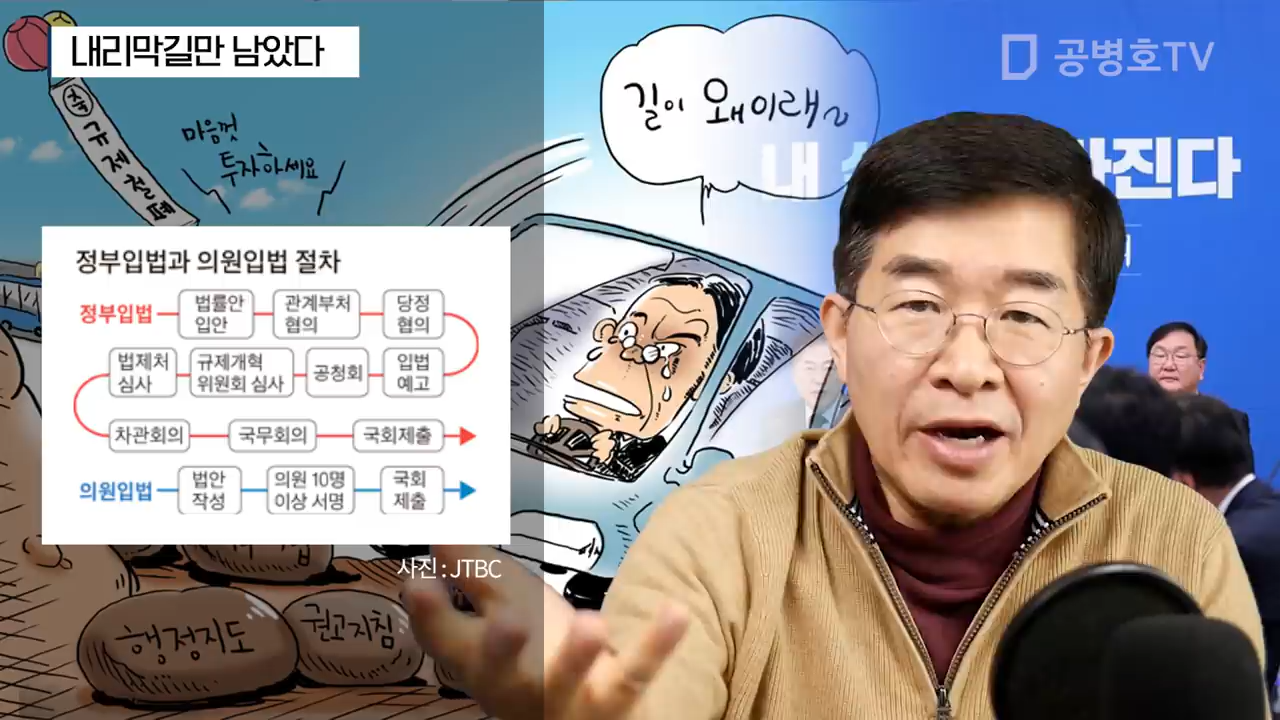 내리막길만 남았다
공병호TV
길이 왜이래~
축
규제철폐
마음껏
투자하세요
내
진다
정부입법과 의원입법 절차
정부입법
법률안
입안
관계부처
협의
당정
협의
법제처
심사
규제개혁
위원회 심사
공청회
입법
예고
차관회의
국무회의
국회제출
의원입법
법안
작성
의원 10명
이상 서명
국회
제출
사진 : JTBC
행정지도
권고지침